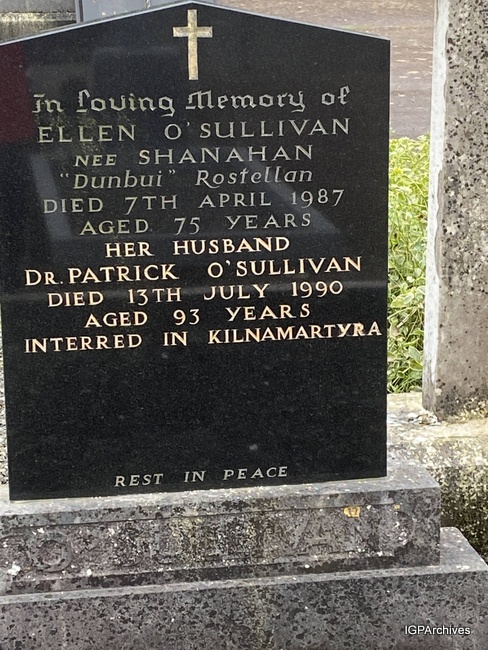 In Loving Memory of
ELLEN O'SULLIVAN
NEE SHANAHAN
"Dunbui" Rostellan
DIED 7TH APRIL 1987
AGED 75 YEARS
HER HUSBAND
DR. PATRICK O'SULLIVAN
DIED 13TH JULY 1990
AGED 93 YEARS
INTERRED IN KILNAMARTYRA
REST IN PEACE
IGPArchives